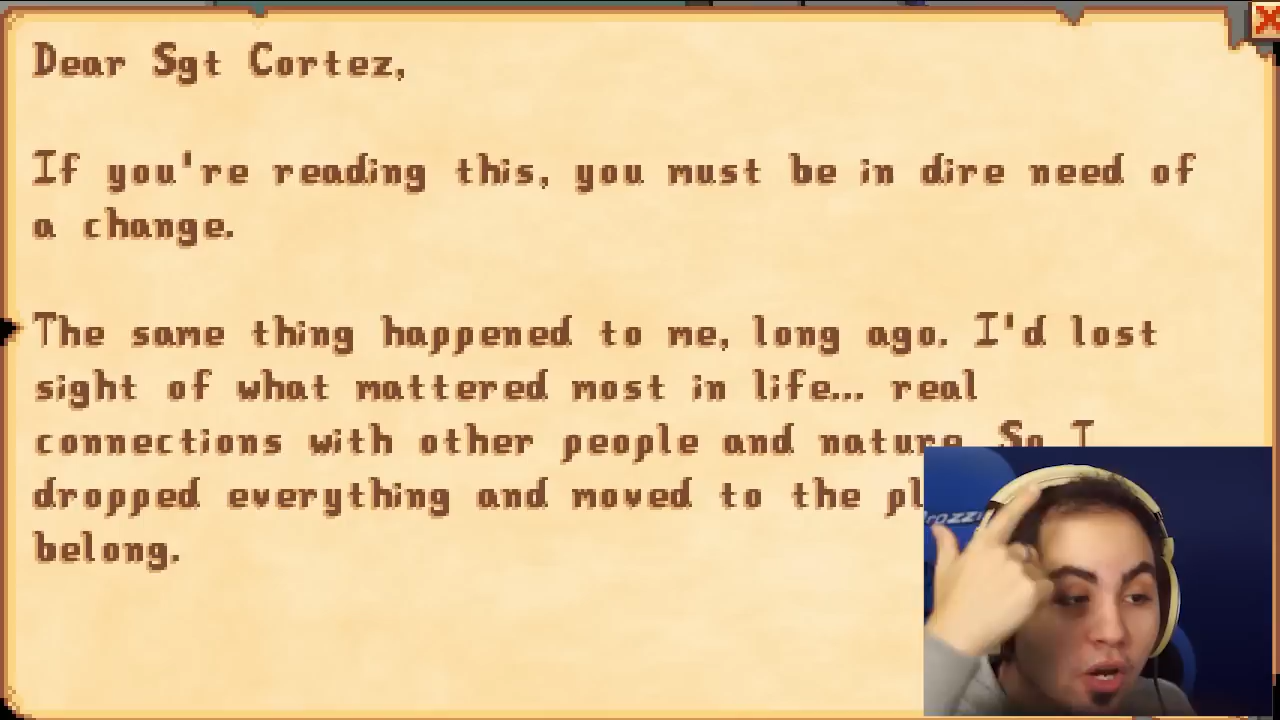 Dear Sgt Cortez,
If you're reading this, you must be in dire need of
a change.
The same thing happened to me, long ago. I'd lost
sight of what mattered most in life... real
connections with other people and nature. So I
dropped everything and moved to the
belong.